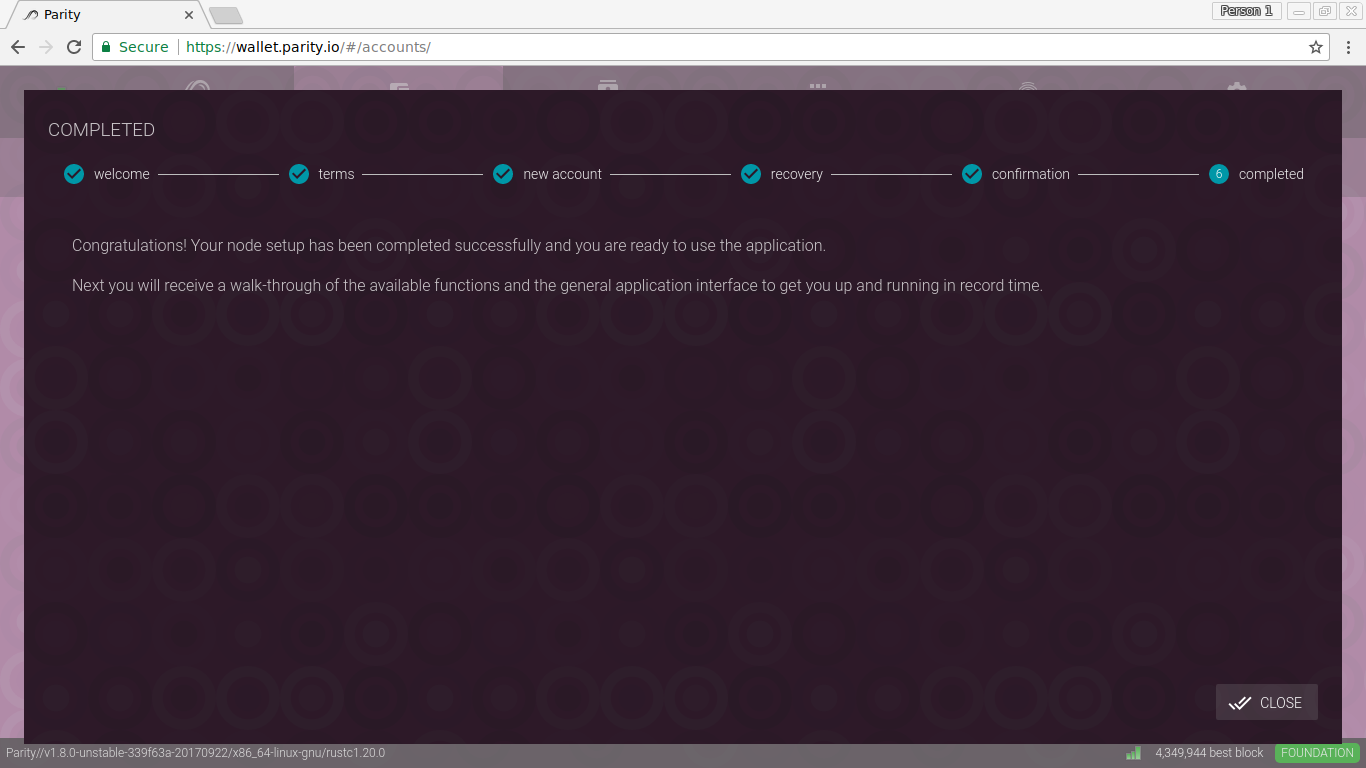 Parity
Person 1
Secure https://wallet.parity.io/#/accounts/
COMPLETED
welcome terms new account recovery confirmation 6 completed
Congratulations! Your node setup has been completed successfully and you are ready to use the application.
Next you will receive a walk-through of the available functions and the general application interface to get you up and running in record time.
CLOSE
Parity//v1.8.0-unstable-339f63a-20170922/x86_64-linux-gnu/rustc1.20.0 4,349,944 best block FOUNDATION